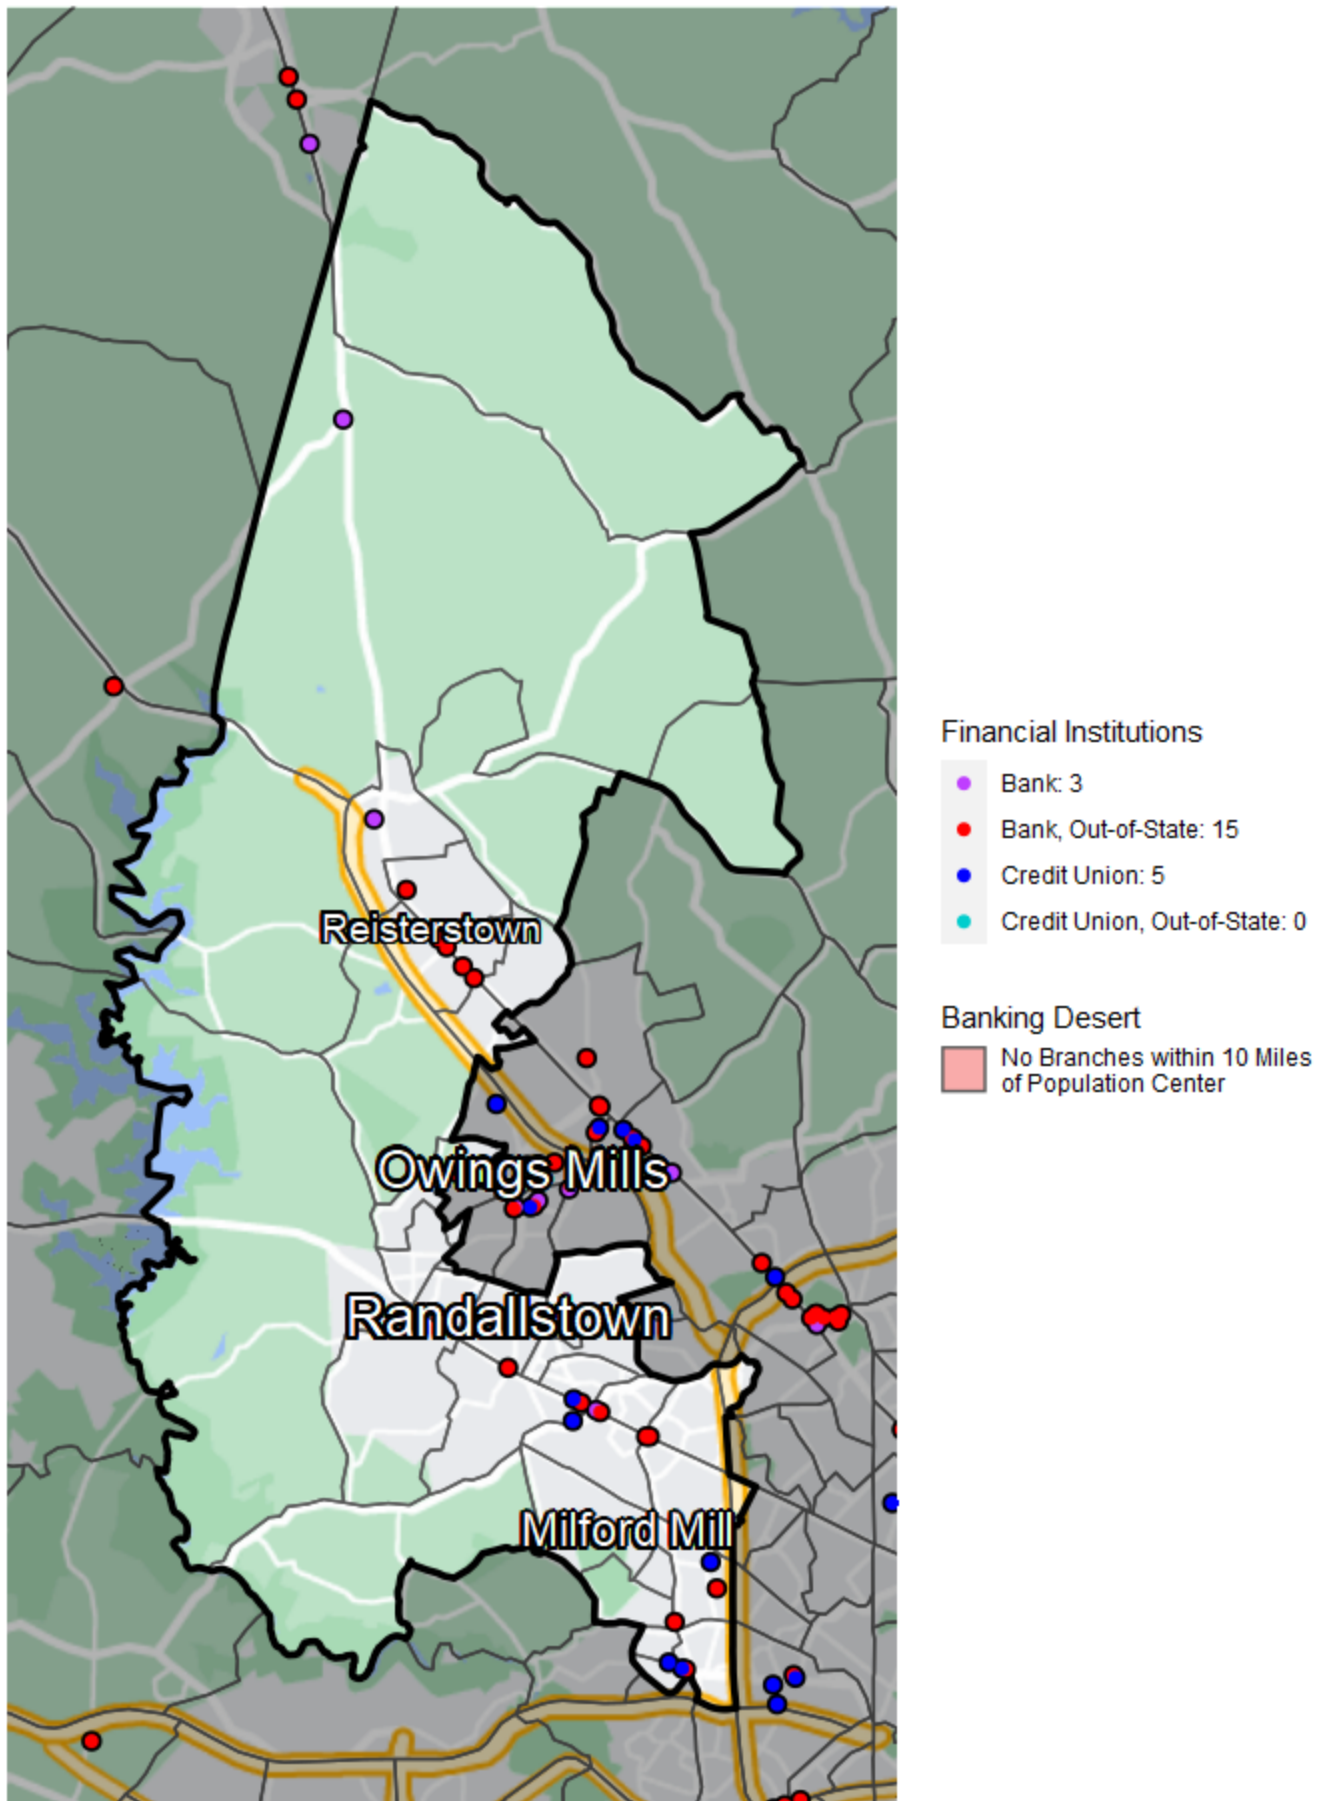 Reisterstown
Owings Mills
Randallstown
Milford Mill
Financial Institutions
Bank: 3
Bank, Out-of-State: 15
Credit Union: 5
Credit Union, Out-of-State: 0
Banking Desert
No Branches within 10 Miles
of Population Center